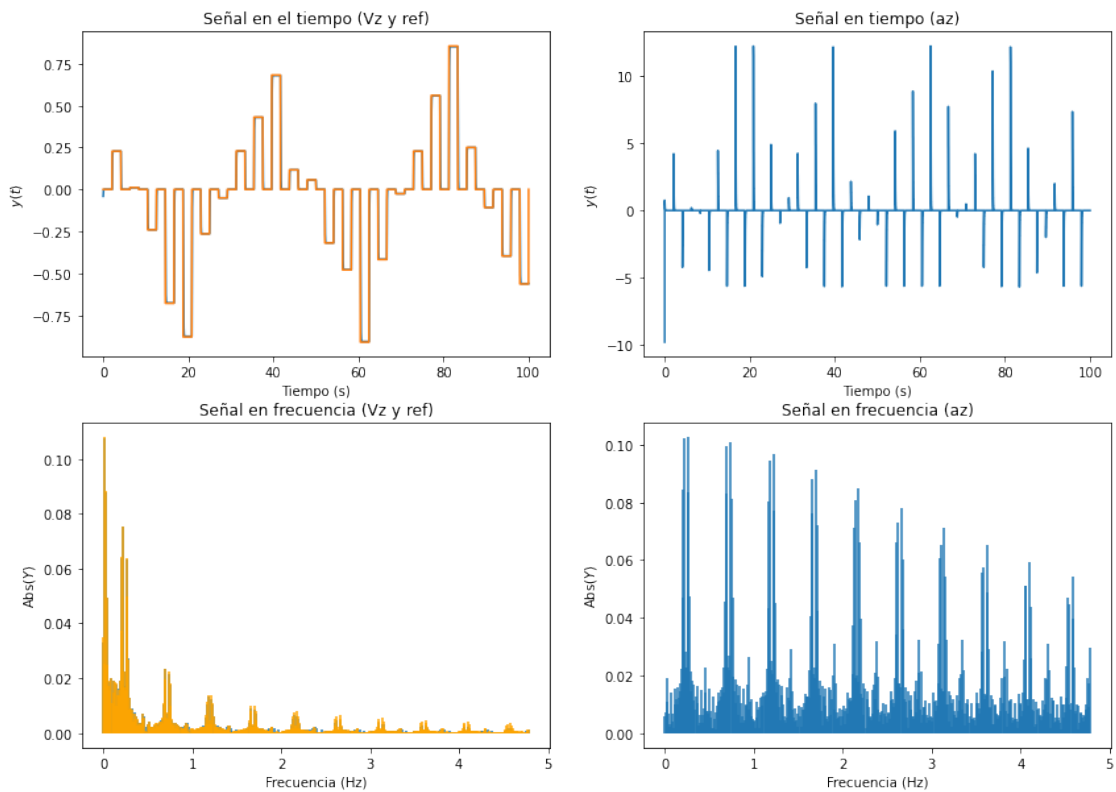 Señal en el tiempo (Vz y ref)
y(t)
0.75
0.50
0.25
0.00
−0.25
−0.50
−0.75
0 20 40 60 80 100
Tiempo (s)
Señal en tiempo (az)
y(t)
10
5
0
−5
−10
0 20 40 60 80 100
Tiempo (s)
Señal en frecuencia (Vz y ref)
Abs(Y)
0.10
0.08
0.06
0.04
0.02
0.00
0 1 2 3 4 5
Frecuencia (Hz)
Señal en frecuencia (az)
Abs(Y)
0.10
0.08
0.06
0.04
0.02
0.00
0 1 2 3 4 5
Frecuencia (Hz)